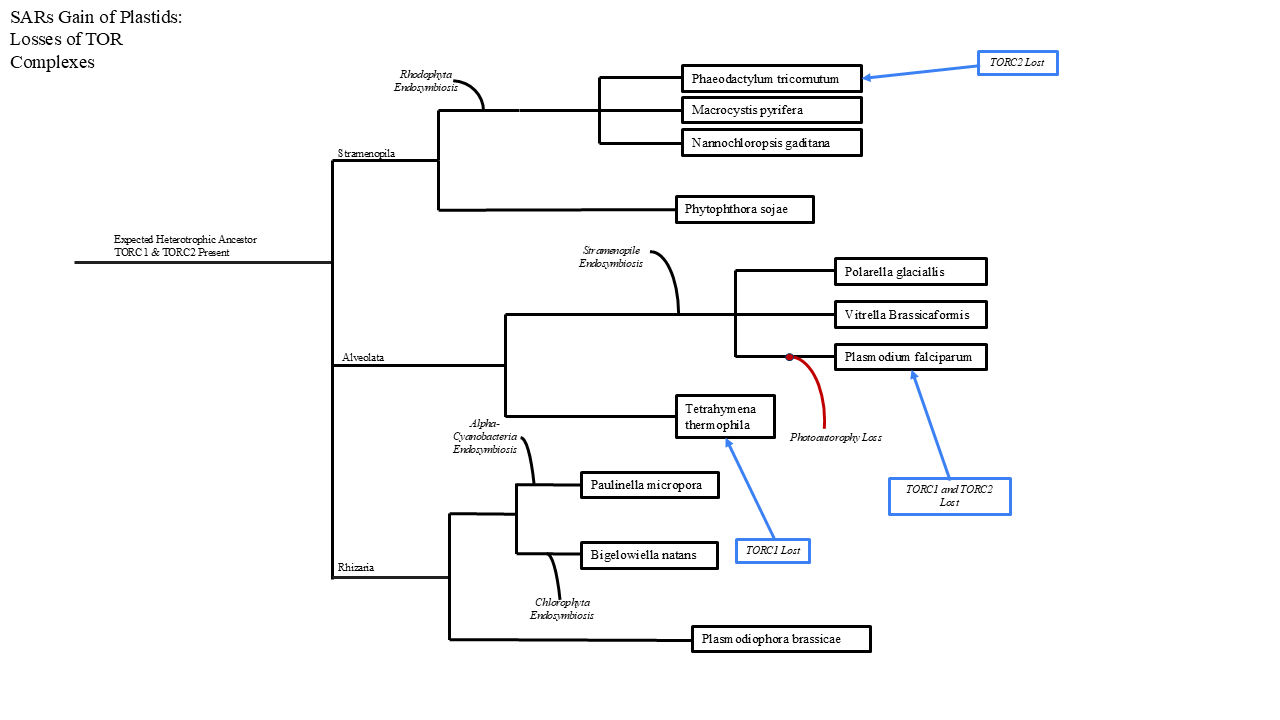 SARs Gain of Plastids:
Losses of TOR
Complexes
TORC2 Lost
Rhodophyta
Endosymbiosis
Phaeodactylum tricornutum
Macrocystis pyrifera
Nannochloropsis gaditana
Stramenopila
Phytophthora sojae
Expected Heterotrophic Ancestor
TORC1 & TORC2 Present
Stramenopile
Endosymbiosis
Polarella glaciallis
Vitrella Brassicaformis
Plasmodium falciparum
Alveolata
Tetrahymena
thermophila
Photoautorophy Loss
Alpha-
Cyanobacteria
Endosymbiosis
Paulinella micropora
TORC1 and TORC2
Lost
TORC1 Lost
Bigelowiella natans
Rhizaria
Chlorophyta
Endosymbiosis
Plasmodiophora brassicae